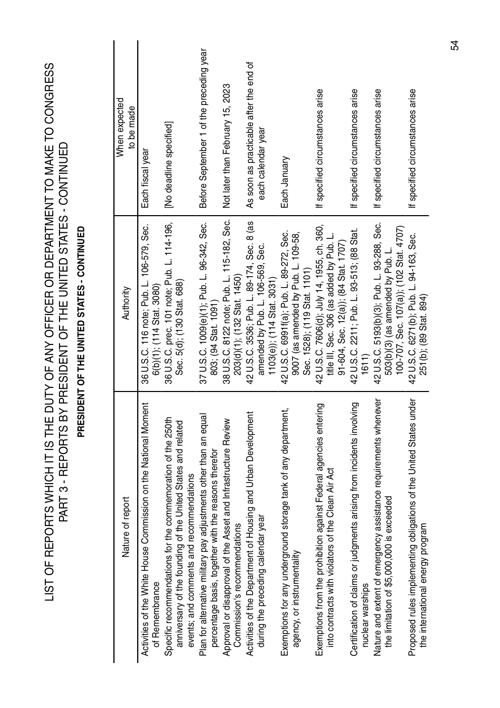 LIST OF REPORTS WHICH IT IS THE DUTY OF ANY OFFICER OR DEPARTMENT TO MAKE TO CONGRESS
PART 3 - REPORTS BY PRESIDENT OF THE UNITED STATES - CONTINUED
PRESIDENT OF THE UNITED STATES - CONTINUED
Nature of report
Authority
When expected
to be made
Activities of the White House Commission on the National Moment
of Remembrance
36 U.S.C. 116 note; Pub. L. 106-579, Sec.
6(b)(1); (114 Stat. 3080)
Each fiscal year
Specific recommendations for the commemoration of the 250th
anniversary of the founding of the United States and related
events; and comments and recommendations
36 U.S.C. prec. 101 note; Pub. L. 114-196,
Sec. 5(d); (130 Stat. 688)
[No deadline specified]
Plan for alternative military pay adjustments other than an equal
percentage basis, together with the reasons therefor
37 U.S.C. 1009(e)(1); Pub. L. 96-342, Sec.
803; (94 Stat. 1091)
Before September 1 of the preceding year
Approval or disapproval of the Asset and Infrastructure Review
Commission's recommendations
38 U.S.C. 8122 note; Pub. L. 115-182, Sec.
203(d)(1); (132 Stat. 1450)
Not later than February 15, 2023
Activities of the Department of Housing and Urban Development
during the preceding calendar year
42 U.S.C. 3536; Pub. L. 89-174, Sec. 8 (as
amended by Pub. L. 106-569, Sec.
1103(e)); (114 Stat. 3031)
As soon as practicable after the end of
each calendar year
Exemptions for any underground storage tank of any department,
agency, or instrumentality
42 U.S.C. 6991f(a); Pub. L. 89-272, Sec.
9007 (as amended by Pub. L. 109-58,
Sec. 1528); (119 Stat. 1101)
Each January
Exemptions from the prohibition against Federal agencies entering
into contracts with violators of the Clean Air Act
42 U.S.C. 7606(d); July 14, 1955, ch. 360,
title III, Sec. 306 (as added by Pub. L.
91-604, Sec. 12(a)); (84 Stat. 1707)
If specified circumstances arise
Certification of claims or judgments arising from incidents involving
nuclear warships
42 U.S.C. 2211; Pub. L. 93-513; (88 Stat.
1611)
If specified circumstances arise
Nature and extent of emergency assistance requirements whenever
the limitation of $5,000,000 is exceeded
42 U.S.C. 5193(b)(3); Pub. L. 93-288, Sec.
503(b)(3) (as amended by Pub. L.
100-707, Sec. 107(a)); (102 Stat. 4707)
If specified circumstances arise
Proposed rules implementing obligations of the United States under
the international energy program
42 U.S.C. 6271(b); Pub. L. 94-163, Sec.
251(b); (89 Stat. 894)
If specified circumstances arise
54